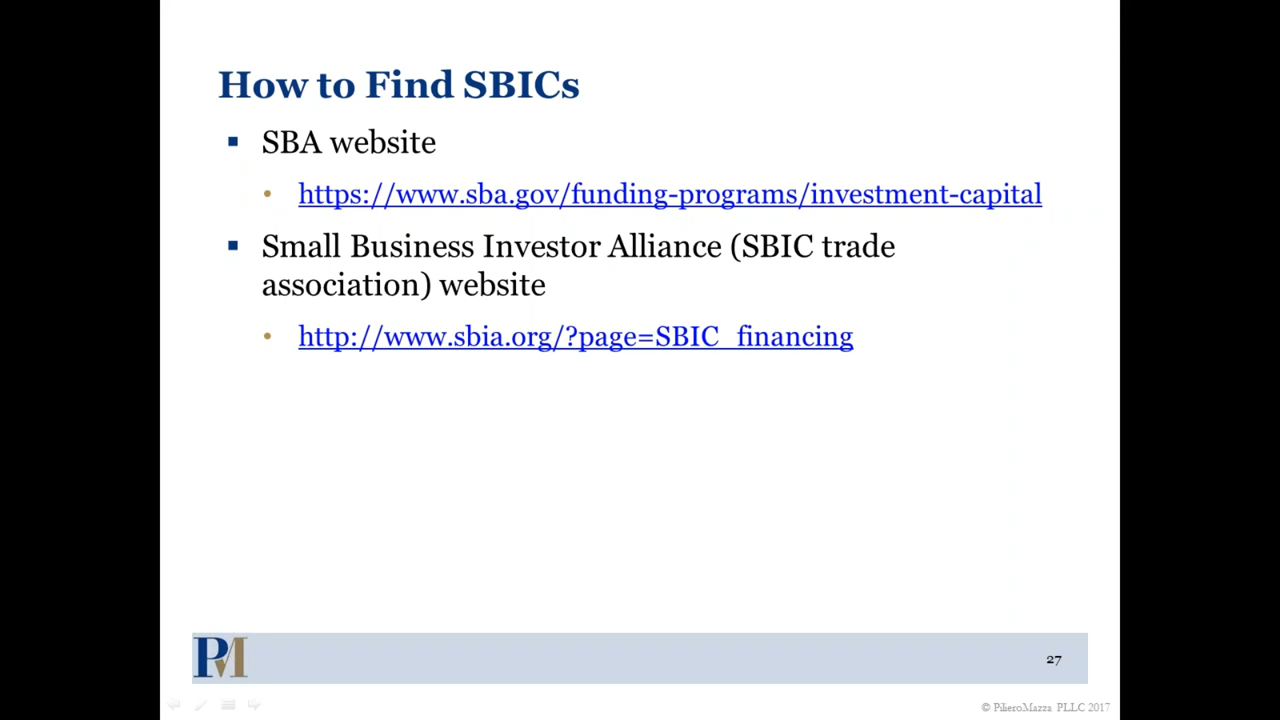 How to Find SBICs
SBA website
https://www.sba.gov/funding-programs/investment-capital
Small Business Investor Alliance (SBIC trade
association) website
http://www.sbia.org/?page=SBIC_financing
PM
27
© PilieroMazza PLLC 2017